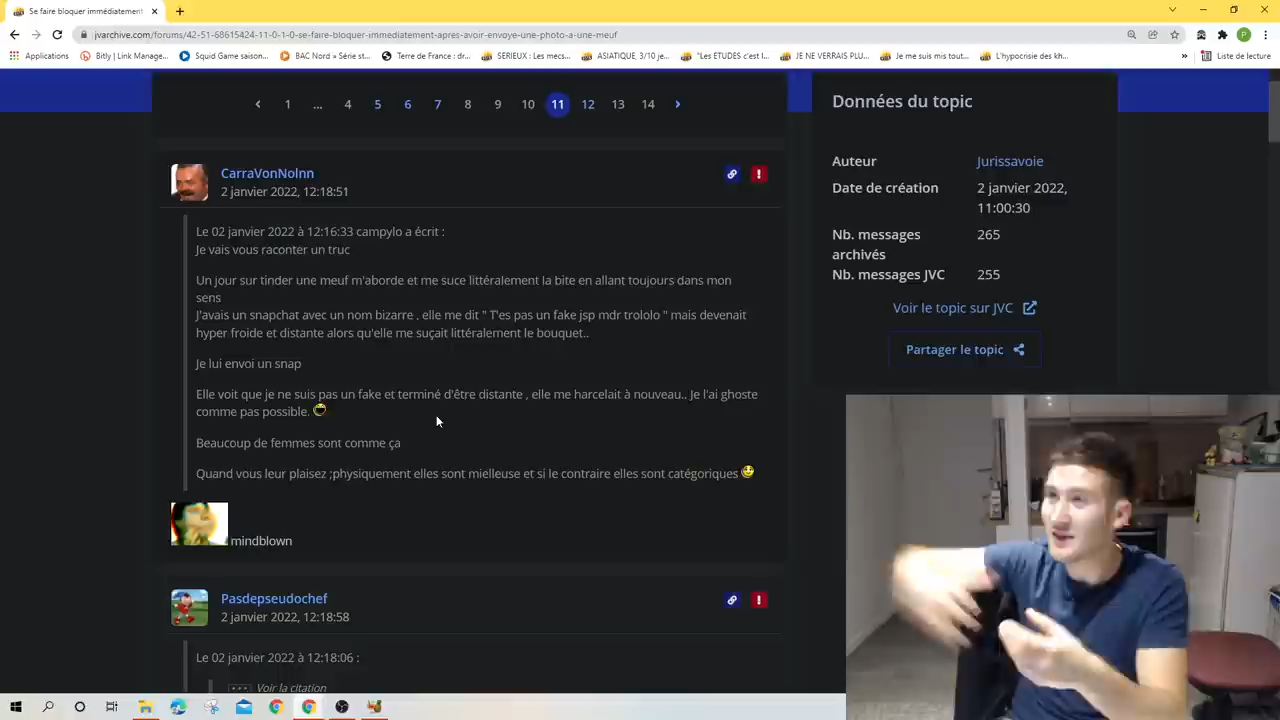 Se faire bloquer immédiatement
jvarchive.com/forums/42-51-68615424-11-0-1-0-se-faire-bloquer-immediatement-apres-avoir-envoye-une-photo-a-une-meuf
P
Applications
Bitly | Link Manage...
Squid Game saison...
BAC Nord » Série st...
Terre de France : dr...
SERIEUX : Les mecs...
ASIATIQUE, 3/10 je...
"Les ETUDES c'est l...
JE NE VERRAIS PLU...
Je me suis mis tout...
L'hypocrisie des kh...
»
Liste de lecture
‹ 1 ... 4 5 6 7 8 9 10 11 12 13 14 ›
CarraVonNoInn
2 janvier 2022, 12:18:51
Le 02 janvier 2022 à 12:16:33 campylo a écrit :
Je vais vous raconter un truc
Un jour sur tinder une meuf m'aborde et me suce littéralement la bite en allant toujours dans mon
sens
J'avais un snapchat avec un nom bizarre , elle me dit " T'es pas un fake jsp mdr trololo " mais devenait
hyper froide et distante alors qu'elle me suçait littéralement le bouquet..
Je lui envoi un snap
Elle voit que je ne suis pas un fake et terminé d'être distante , elle me harcelait à nouveau.. Je l'ai ghoste
comme pas possible.
Beaucoup de femmes sont comme ça
Quand vous leur plaisez ;physiquement elles sont mielleuse et si le contraire elles sont catégoriques
mindblown
Pasdepseudochef
2 janvier 2022, 12:18:58
Le 02 janvier 2022 à 12:18:06 :
Voir la citation
Données du topic
Auteur
Jurissavoie
Date de création
2 janvier 2022,
11:00:30
Nb. messages
archivés
265
Nb. messages JVC
255
Voir le topic sur JVC
Partager le topic